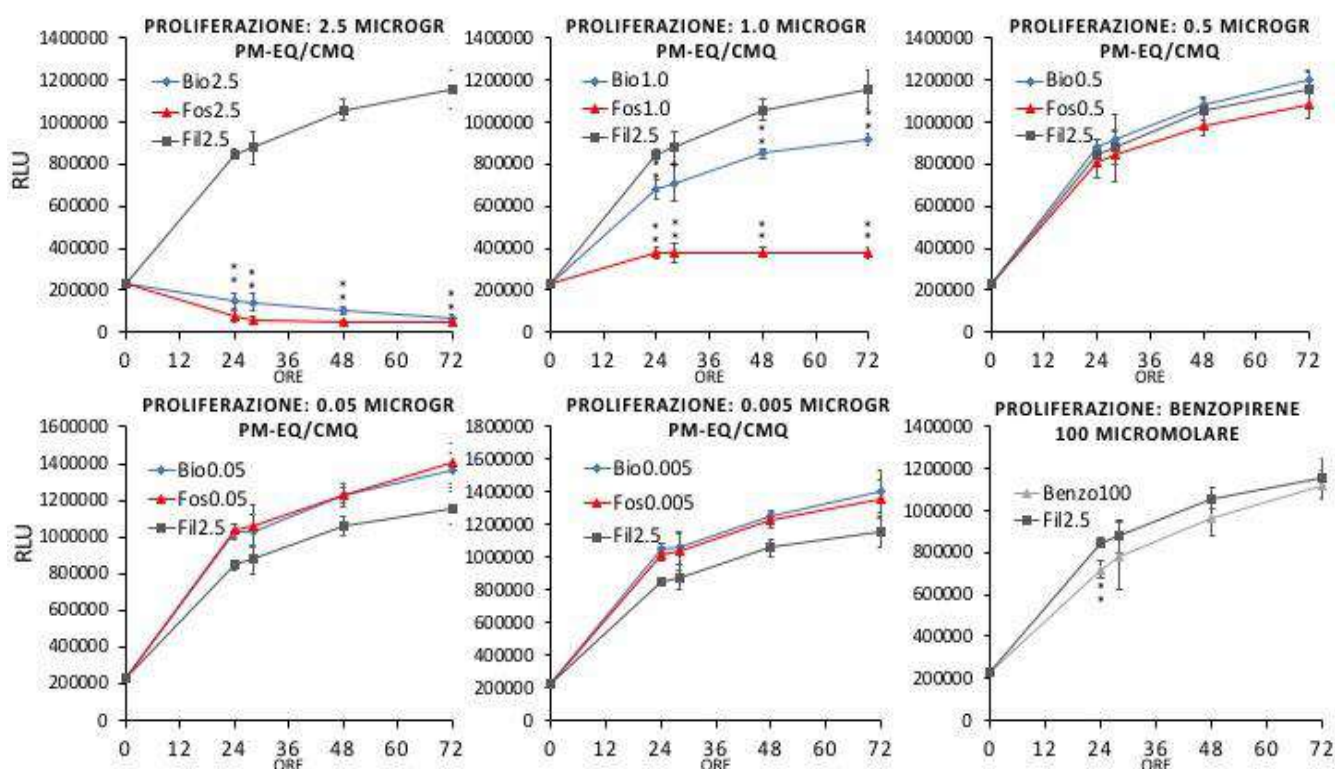 PROLIFERAZIONE: 2.5 MICROGR
PM-EQ/CMQ
1400000
1200000
1000000
800000
600000
400000
200000
0
RLU
Bio2.5
Fos2.5
Fil2.5
* * * *
* * * *
0 12 24 36 48 60 72
ORE
PROLIFERAZIONE: 1.0 MICROGR
PM-EQ/CMQ
1400000
1200000
1000000
800000
600000
400000
200000
0
Bio1.0
Fos1.0
Fil2.5
* * * *
* * * *
0 12 24 36 48 60 72
ORE
PROLIFERAZIONE: 0.5 MICROGR
PM-EQ/CMQ
1400000
1200000
1000000
800000
600000
400000
200000
0
Bio0.5
Fos0.5
Fil2.5
0 12 24 36 48 60 72
ORE
PROLIFERAZIONE: 0.05 MICROGR
PM-EQ/CMQ
1600000
1400000
1200000
1000000
800000
600000
400000
200000
0
RLU
Bio0.05
Fos0.05
Fil2.5
0 12 24 36 48 60 72
ORE
PROLIFERAZIONE: 0.005 MICROGR
PM-EQ/CMQ
1800000
1600000
1400000
1200000
1000000
800000
600000
400000
200000
0
Bio0.005
Fos0.005
Fil2.5
0 12 24 36 48 60 72
ORE
PROLIFERAZIONE: BENZOPIRENE
100 MICROMOLARE
1400000
1200000
1000000
800000
600000
400000
200000
0
Benzo100
Fil2.5
*
*
0 12 24 36 48 60 72
ORE